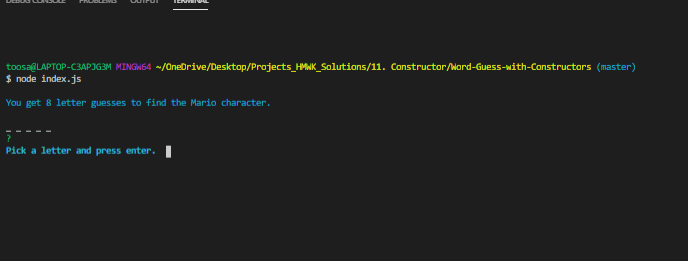 DEBUG CONSOLE PROBLEMS OUTPUT TERMINAL
toosa@LAPTOP-C3APJG3M MINGW64 ~/OneDrive/Desktop/Projects_HMWK_Solutions/11. Constructor/Word-Guess-with-Constructors (master)
$ node index.js
You get 8 letter guesses to find the Mario character.
_ _ _ _ _
?
Pick a letter and press enter.